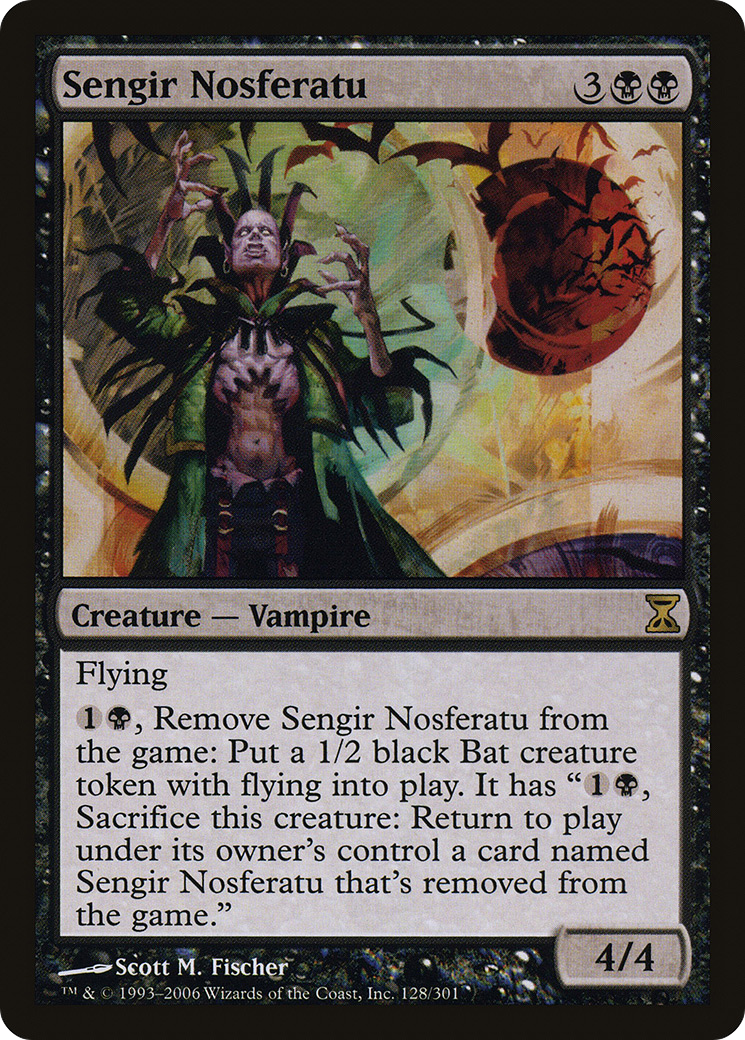 Sengir Nosferatu 3
Creature — Vampire
Flying
1, Remove Sengir Nosferatu from
the game: Put a 1/2 black Bat creature
token with flying into play. It has “1,
Sacrifice this creature: Return to play
under its owner’s control a card named
Sengir Nosferatu that’s removed from
the game.”
4/4
Scott M. Fischer
™ & © 1993–2006 Wizards of the Coast, Inc. 128/301